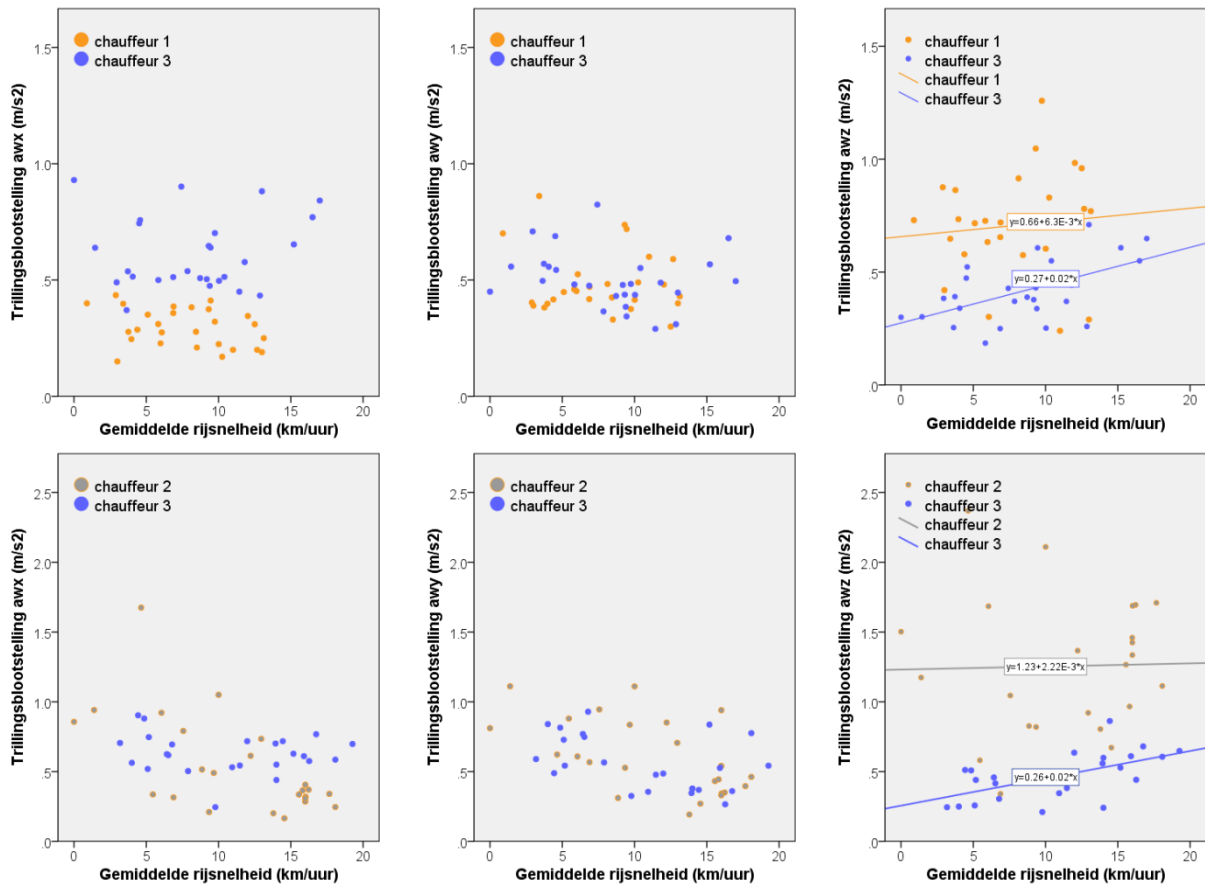 chauffeur 1
chauffeur 3
Trillingsblootstelling awx (m/s2)
1.5
1.0
.5
.0
0 5 10 15 20
Gemiddelde rijsnelheid (km/uur)
chauffeur 1
chauffeur 3
Trillingsblootstelling awy (m/s2)
1.5
1.0
.5
.0
0 5 10 15 20
Gemiddelde rijsnelheid (km/uur)
chauffeur 1
chauffeur 3
chauffeur 1
chauffeur 3
Trillingsblootstelling awz (m/s2)
1.5
1.0
.5
.0
y=0.66+6.3E-3*x
y=0.27+0.02*x
0 5 10 15 20
Gemiddelde rijsnelheid (km/uur)
chauffeur 2
chauffeur 3
Trillingsblootstelling awx (m/s2)
2.5
2.0
1.5
1.0
.5
.0
0 5 10 15 20
Gemiddelde rijsnelheid (km/uur)
chauffeur 2
chauffeur 3
Trillingsblootstelling awy (m/s2)
2.5
2.0
1.5
1.0
.5
.0
0 5 10 15 20
Gemiddelde rijsnelheid (km/uur)
chauffeur 2
chauffeur 3
chauffeur 2
chauffeur 3
Trillingsblootstelling awz (m/s2)
2.5
2.0
1.5
1.0
.5
.0
y=1.23+2.22E-3*x
y=0.26+0.02*x
0 5 10 15 20
Gemiddelde rijsnelheid (km/uur)